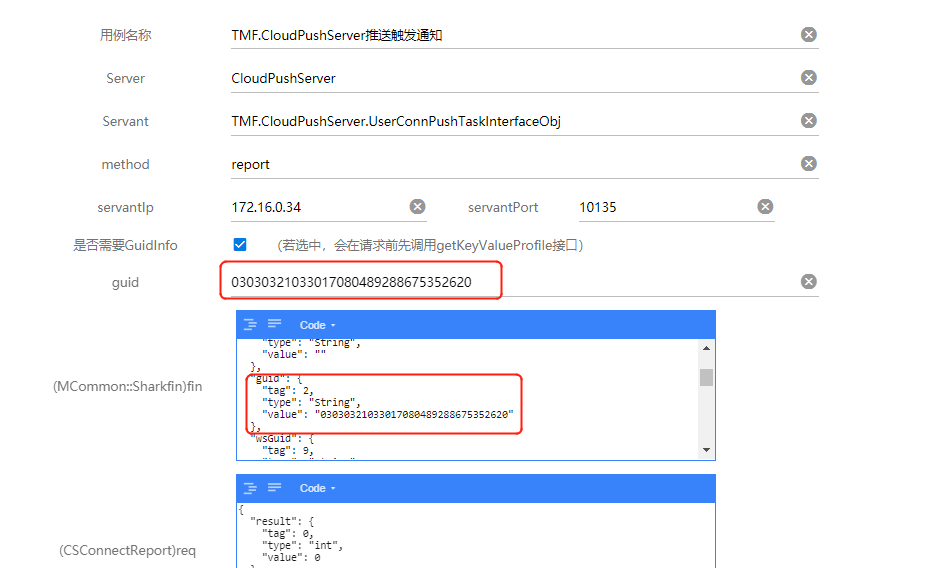 用例名称 TMF.CloudPushServer推送触发通知
Server CloudPushServer
Servant TMF.CloudPushServer.UserConnPushTaskInterfaceObj
method report
servantIp 172.16.0.34 servantPort 10135
是否需要GuidInfo (若选中，会在请求前先调用getKeyValueProfile接口)
guid 0303032103301708048928867535​2620
Code
"type": "String",
"value": ""
},
(MCommon::Sharkfin)fin
"guid": {
"tag": 2,
"type": "String",
"value": "03030321033017080489288675352620"
},
"wsGuid": {
"tag": 9,
Code
{
"result": {
"tag": 0,
(CSConnectReport)req
"type": "int",
"value": 0